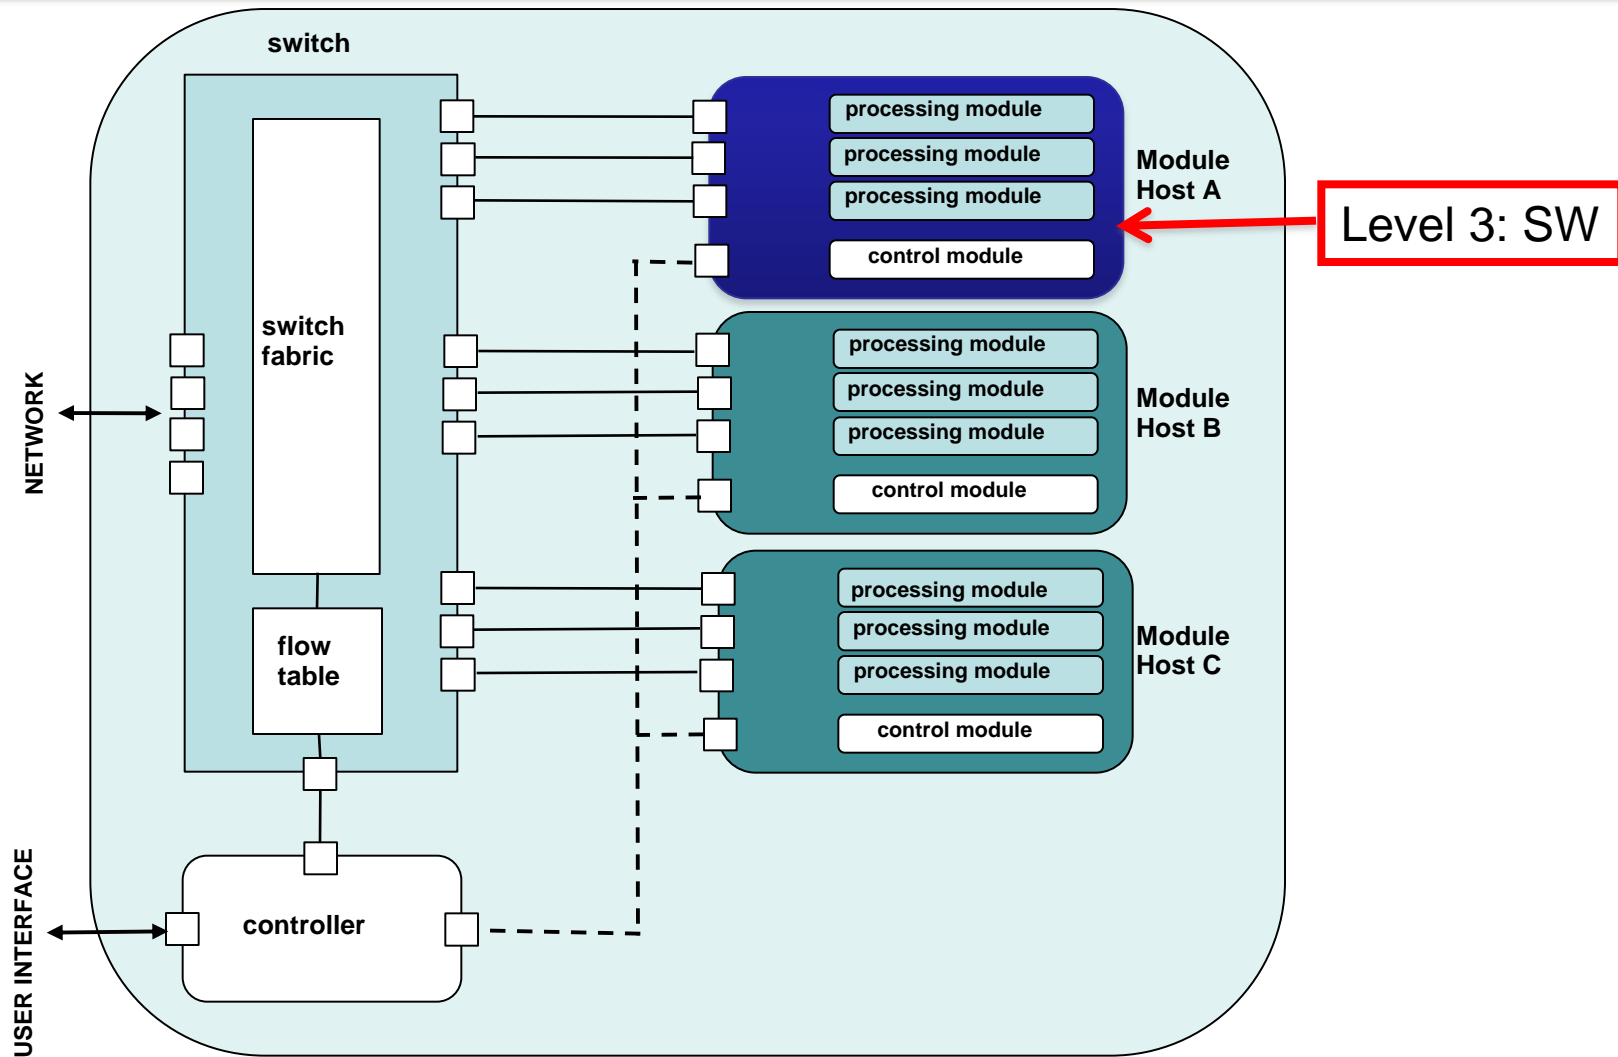 switch
switch
fabric
flow
table
controller
NETWORK
USER INTERFACE
processing module
processing module
processing module
control module
Module
Host A
processing module
processing module
processing module
control module
Module
Host B
processing module
processing module
processing module
control module
Module
Host C
Level 3: SW